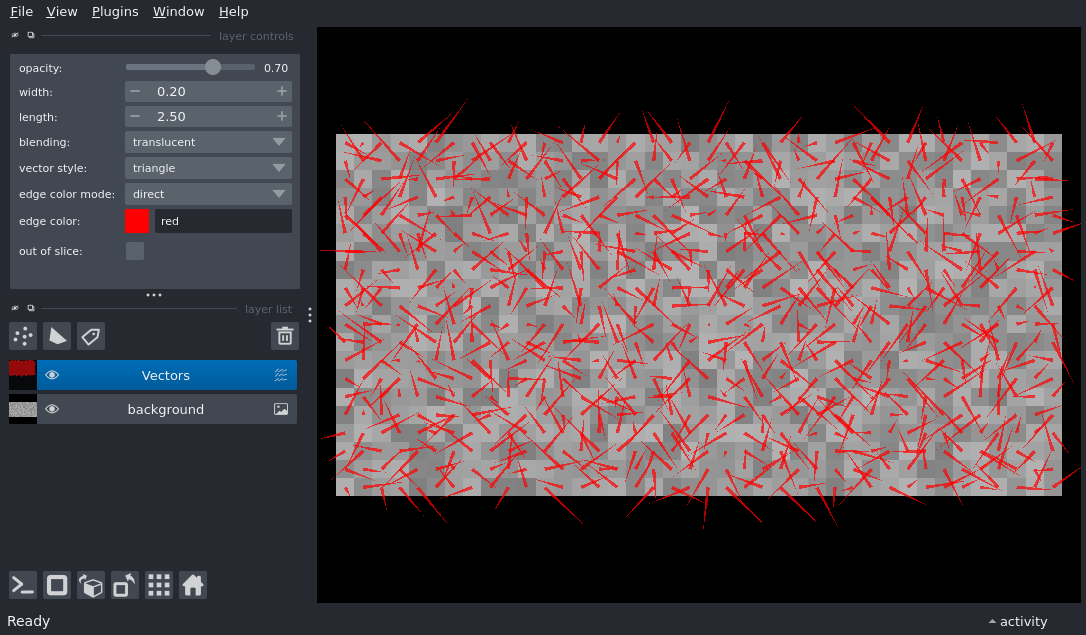 File View Plugins Window Help
layer controls
opacity: 0.70
width: 0.20
length: 2.50
blending: translucent
vector style: triangle
edge color mode: direct
edge color: red
out of slice:
layer list
Vectors
background
Ready
activity